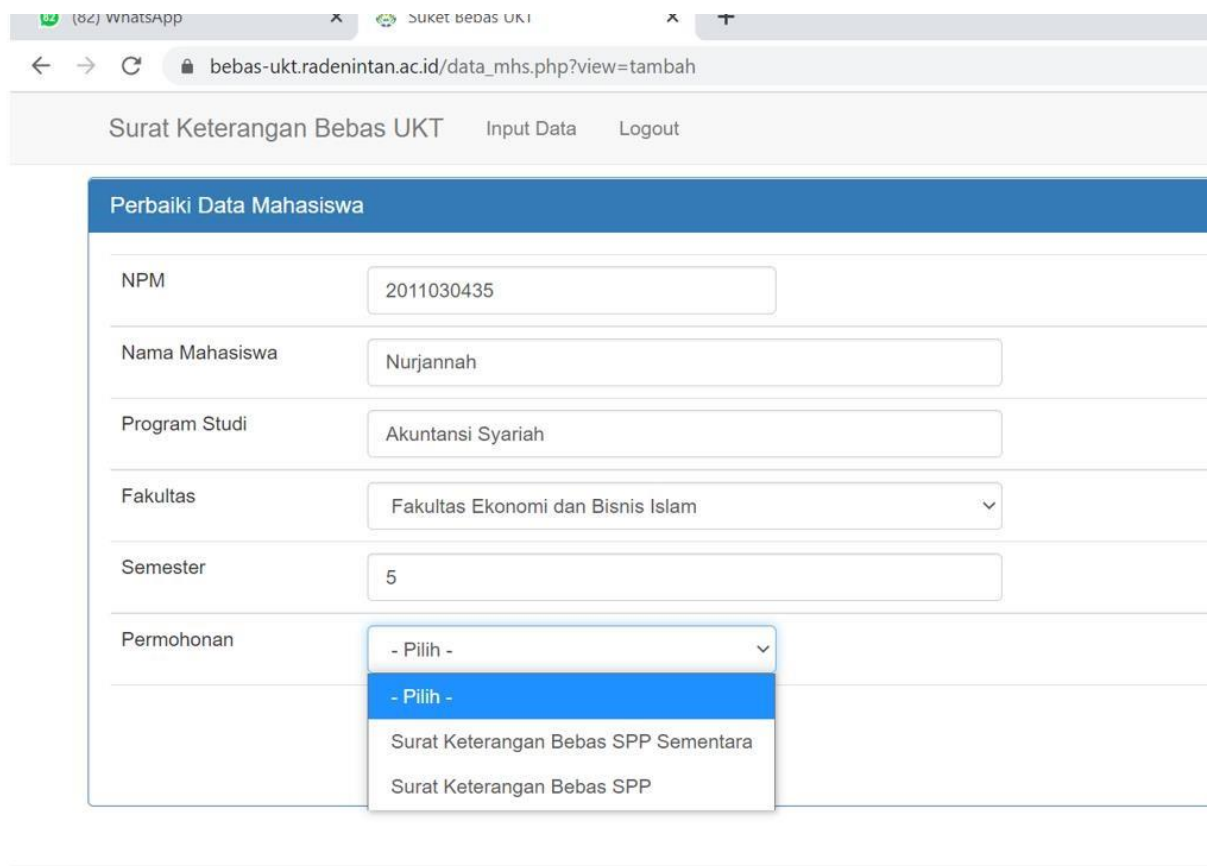 82 (82) WhatsApp × Suket Bebas UKT × +
bebas-ukt.radenintan.ac.id/data_mhs.php?view=tambah
Surat Keterangan Bebas UKT Input Data Logout
Perbaiki Data Mahasiswa
NPM 2011030435
Nama Mahasiswa Nurjannah
Program Studi Akuntansi Syariah
Fakultas Fakultas Ekonomi dan Bisnis Islam
Semester 5
Permohonan - Pilih -
- Pilih -
Surat Keterangan Bebas SPP Sementara
Surat Keterangan Bebas SPP